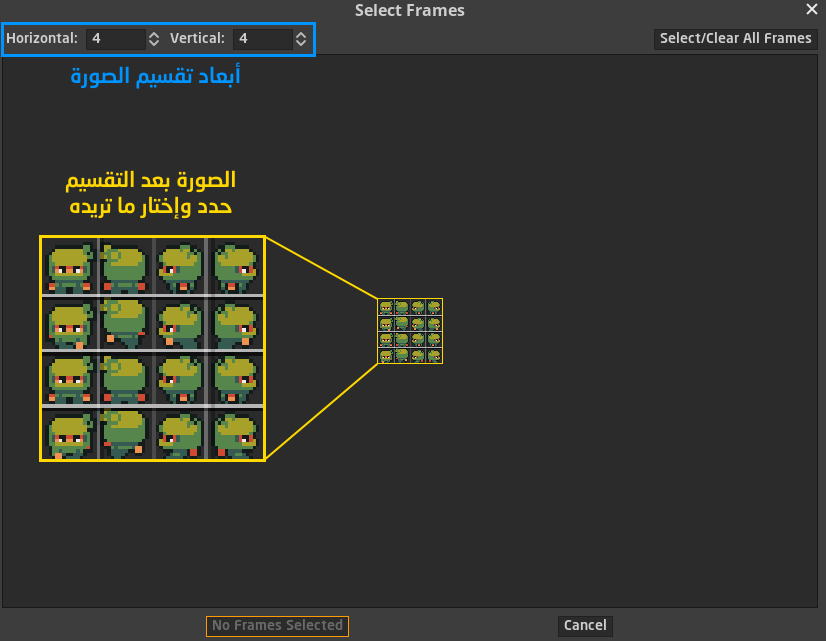 Select Frames
Horizontal: 4 Vertical: 4 Select/Clear All Frames
أبعاد تقسيم الصورة
الصورة بعد التقسيم
حدد وإختار ما تريده
No Frames Selected Cancel